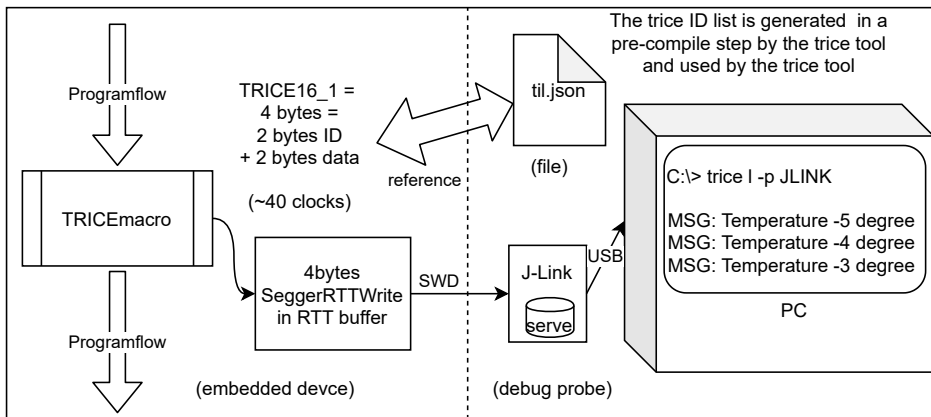 The trice ID list is generated in a
pre-compile step by the trice tool
and used by the trice tool
Programflow
TRICE16_1 =
4 bytes =
2 bytes ID
+ 2 bytes data
(~40 clocks)
reference
til.json
(file)
TRICEmacro
4bytes
SeggerRTTWrite
in RTT buffer
SWD
J-Link
serve
USB
C:\> trice l -p JLINK
MSG: Temperature -5 degree
MSG: Temperature -4 degree
MSG: Temperature -3 degree
PC
Programflow
(embedded devce)
(debug probe)